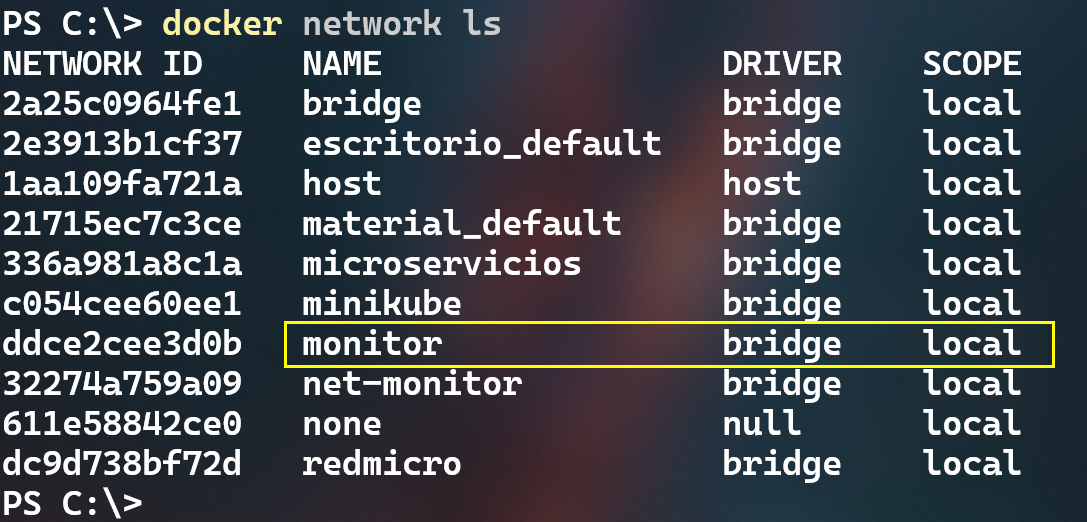 PS C:\> docker network ls
NETWORK ID   NAME                 DRIVER    SCOPE
2a25c0964fe1   bridge               bridge    local
2e3913b1cf37   escritorio_default   bridge    local
1aa109fa721a   host                 host      local
21715ec7c3ce   material_default     bridge    local
336a981a8c1a   microservicios       bridge    local
c054cee60ee1   minikube             bridge    local
ddce2cee3d0b   monitor              bridge    local
32274a759a09   net-monitor          bridge    local
611e58842ce0   none                 null      local
dc9d738bf72d   redmicro             bridge    local
PS C:\>